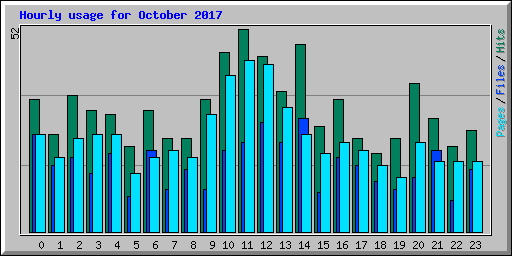 Hourly usage for October 2017
52
Pages/Files/Hits
0 1 2 3 4 5 6 7 8 9 10 11 12 13 14 15 16 17 18 19 20 21 22 23